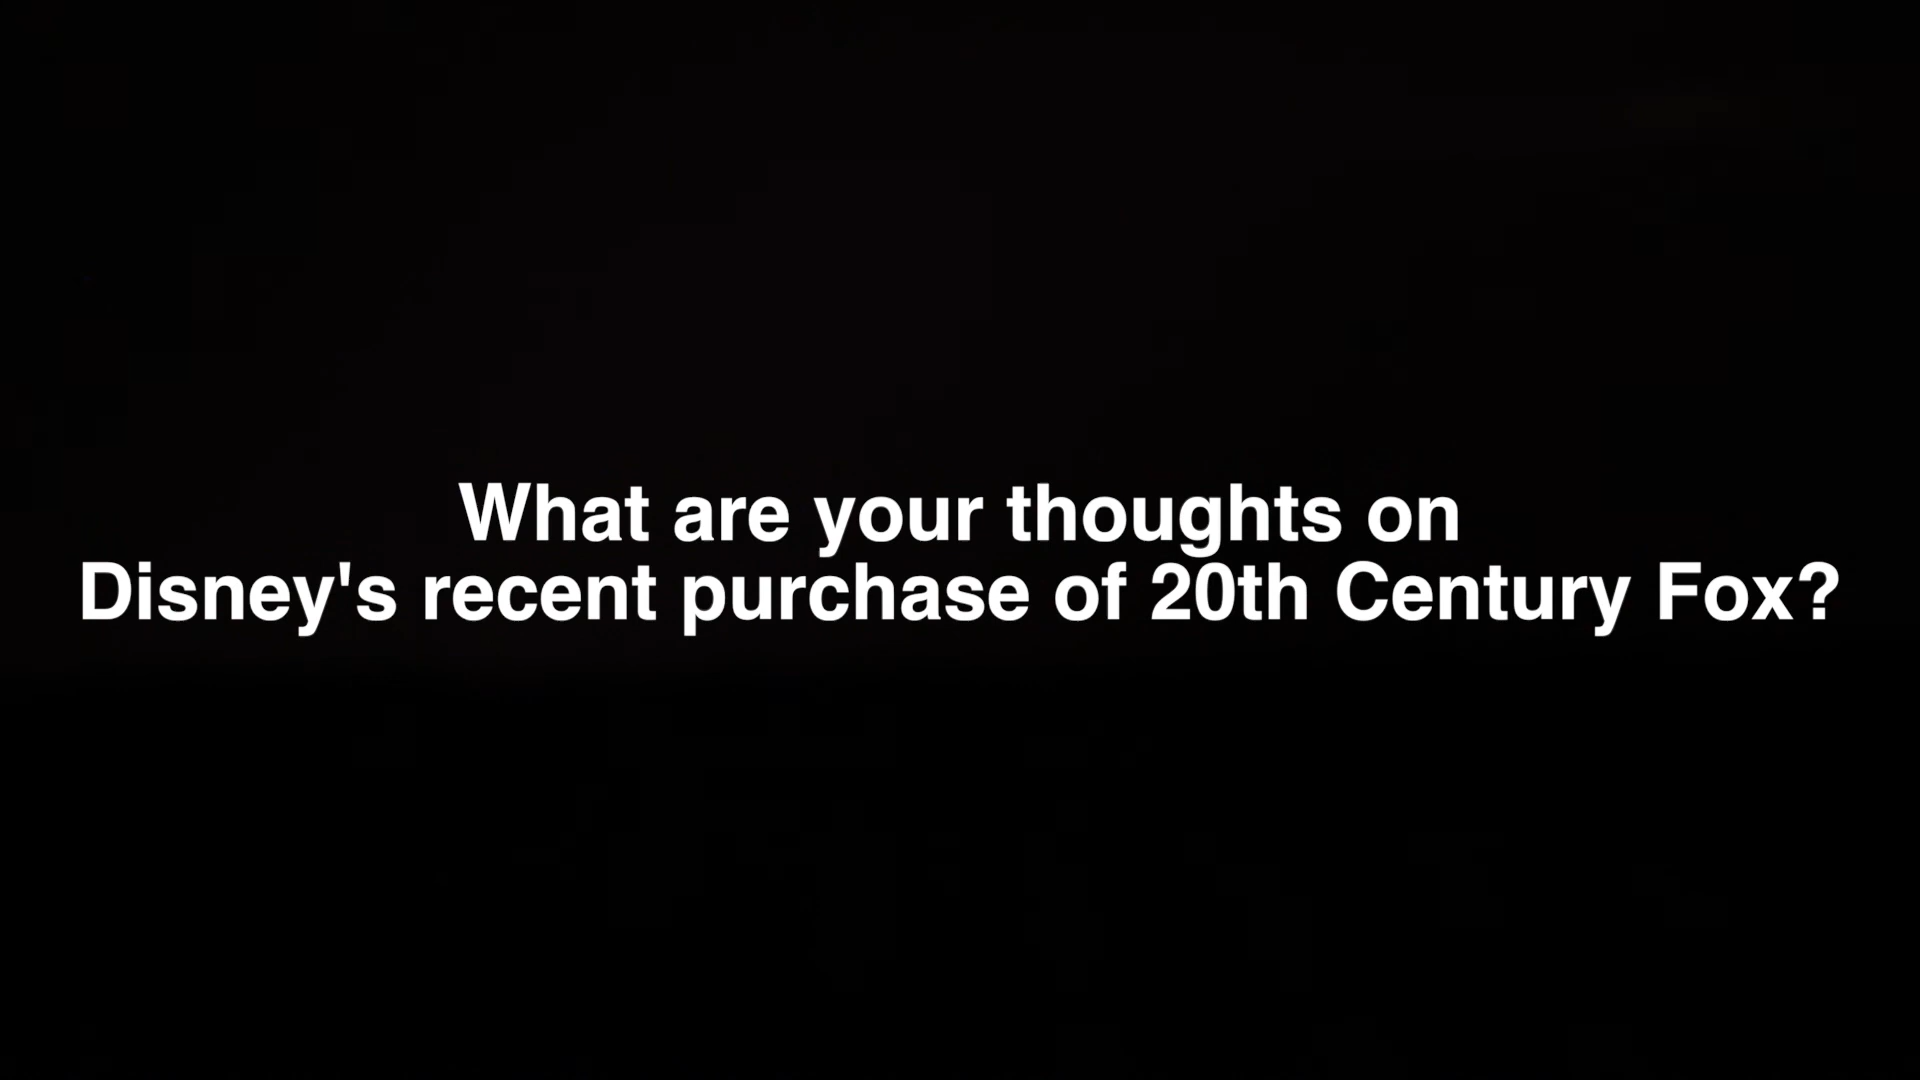 What are your thoughts on
Disney's recent purchase of 20th Century Fox?